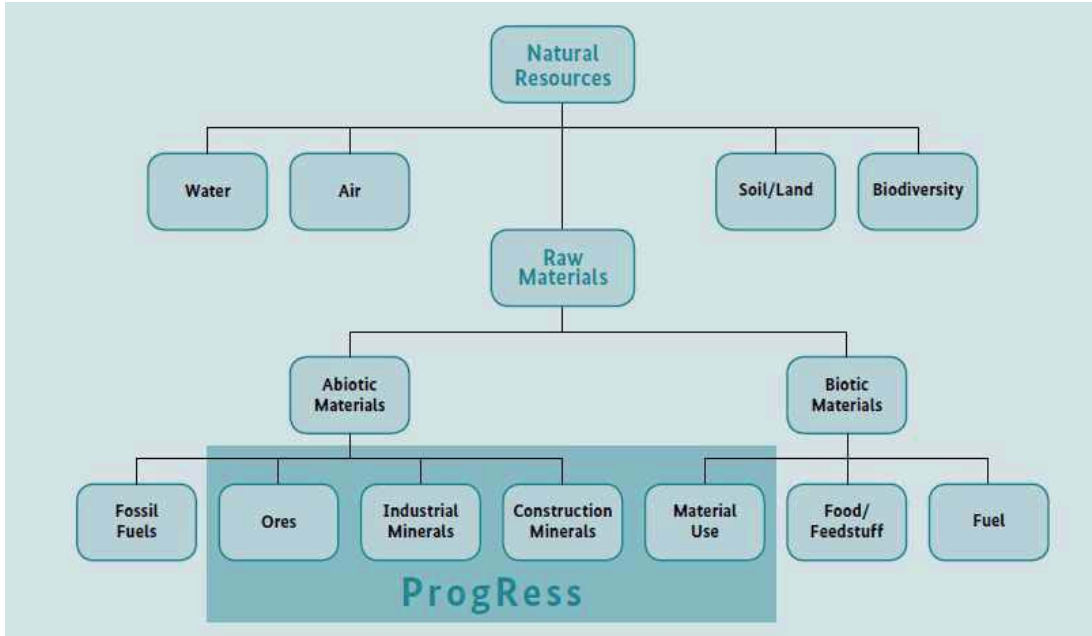 Natural
Resources
Water
Air
Soil/Land
Biodiversity
Raw
Materials
Abiotic
Materials
Biotic
Materials
Fossil
Fuels
Ores
Industrial
Minerals
Construction
Minerals
Material
Use
Food/
Feedstuff
Fuel
ProgRess